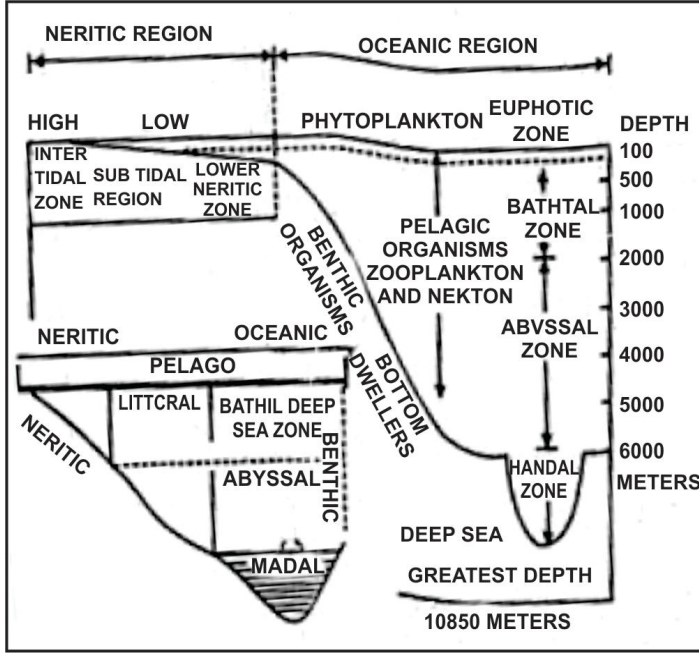 NERITIC REGION
OCEANIC REGION
HIGH
LOW
PHYTOPLANKTON
EUPHOTIC
ZONE
DEPTH
INTER
TIDAL
ZONE
SUB TIDAL
REGION
LOWER
NERITIC
ZONE
100
500
1000
2000
3000
4000
5000
6000
METERS
BATHTAL
ZONE
PELAGIC
ORGANISMS
ZOOPLANKTON
AND NEKTON
ABVSSAL
ZONE
BENTHIC
ORGANISMS
BOTTOM
DWELLERS
HANDAL
ZONE
DEEP SEA
GREATEST DEPTH
10850 METERS
NERITIC
OCEANIC
PELAGO
LITTCRAL
BATHIL DEEP
SEA ZONE
NERITIC
BENTHIC
ABYSSAL
MADAL